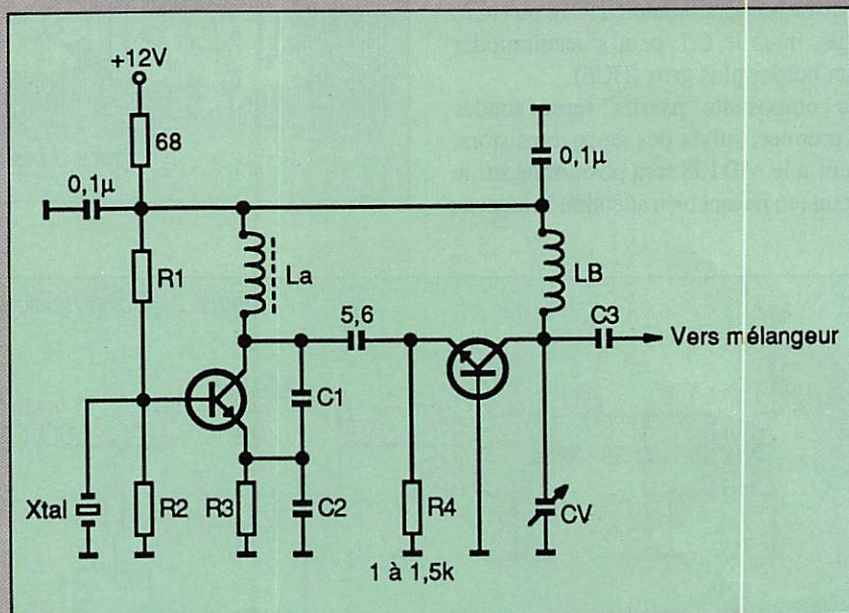 +12V
68
0,1µ
0,1µ
R1
La
LB
5,6
C3
Vers mélangeur
C1
Xtal
R2
R3
C2
R4
CV
1 à 1,5k